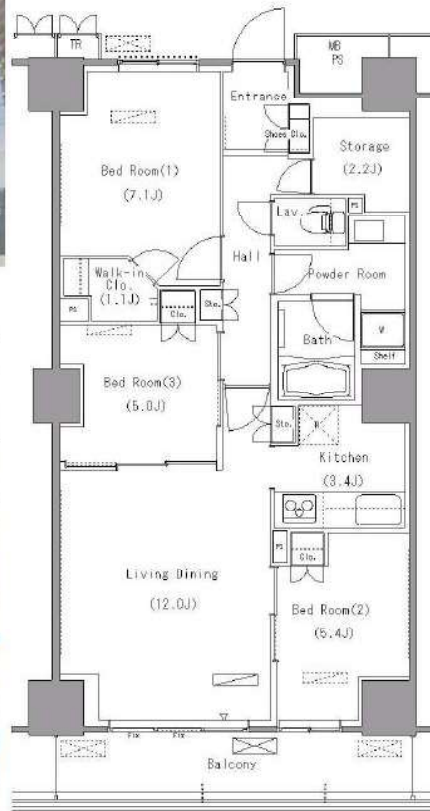 TR
MB
PS
Entrance
Shoes Clo.
Storage
(2.2J)
Bed Room(1)
(7.1J)
Lav.
PS
Hall
Walk-in
Clo.
(1.1J)
Powder Room
PS
Clo.
Sto.
Bath
W
Shelf
Bed Room(3)
(5.0J)
Sto.
R
Kitchen
(3.4J)
PS
Clo.
Living Dining
(12.0J)
Bed Room(2)
(5.4J)
Fix
Fix
Balcony